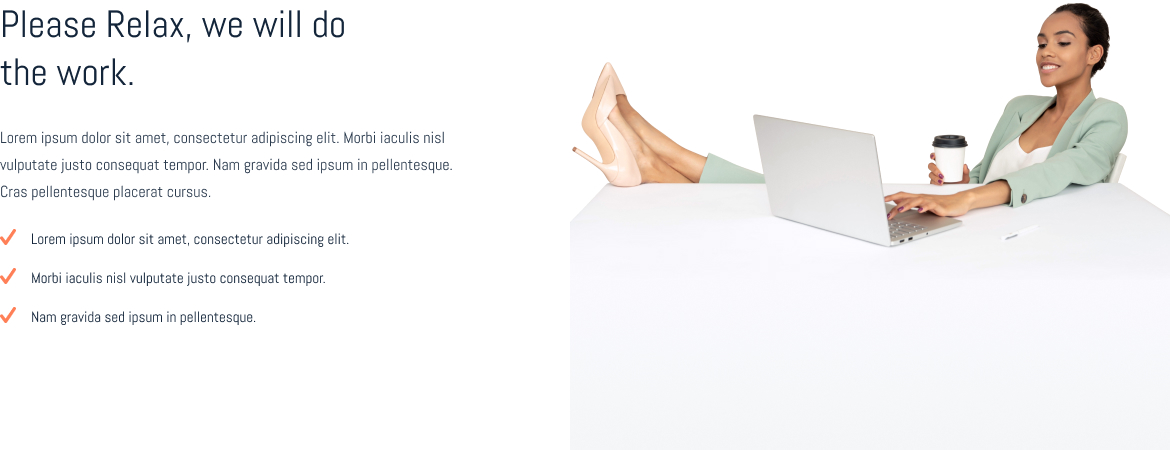 Please Relax, we will do
the work.
Lorem ipsum dolor sit amet, consectetur adipiscing elit. Morbi iaculis nisl
vulputate justo consequat tempor. Nam gravida sed ipsum in pellentesque.
Cras pellentesque placerat cursus.
Lorem ipsum dolor sit amet, consectetur adipiscing elit.
Morbi iaculis nisl vulputate justo consequat tempor.
Nam gravida sed ipsum in pellentesque.